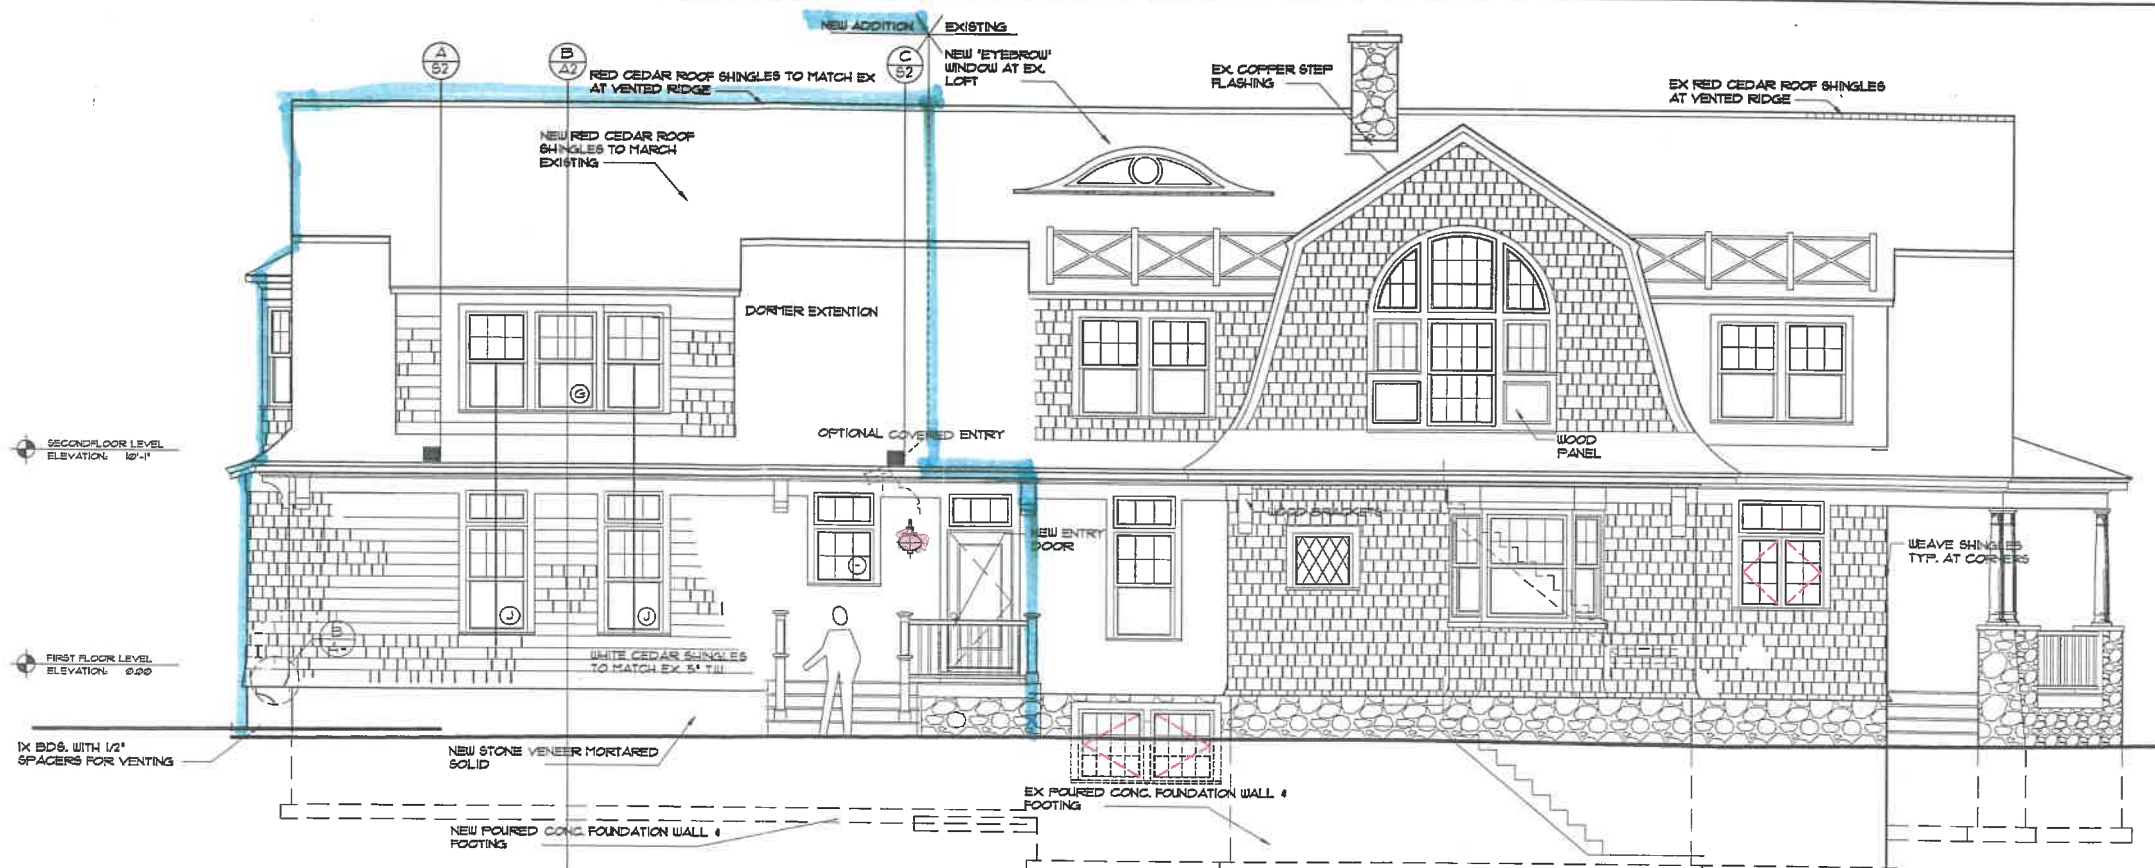 NEW ADDITION
EXISTING
A
S2
B
A2
C
S2
RED CEDAR ROOF SHINGLES TO MATCH EX
AT VENTED RIDGE
NEW 'EYEBROW'
WINDOW AT EX.
LOFT
EX. COPPER STEP
FLASHING
EX RED CEDAR ROOF SHINGLES
AT VENTED RIDGE
NEW RED CEDAR ROOF
SHINGLES TO MARCH
EXISTING
DORMER EXTENTION
G
OPTIONAL COVERED ENTRY
WOOD
PANEL
SECONDFLOOR LEVEL
ELEVATION: 10'-1"
WOOD BRACKETS
NEW ENTRY
DOOR
WEAVE SHINGLES
TYP. AT CORNERS
J
J
B
FIRST FLOOR LEVEL
ELEVATION: 0.00
WHITE CEDAR SHINGLES
TO MATCH EX 5" T.W.
1X BDS. WITH 1/2"
SPACERS FOR VENTING
NEW STONE VENEER MORTARED
SOLID
EX POURED CONC. FOUNDATION WALL &
FOOTING
NEW POURED CONC. FOUNDATION WALL &
FOOTING